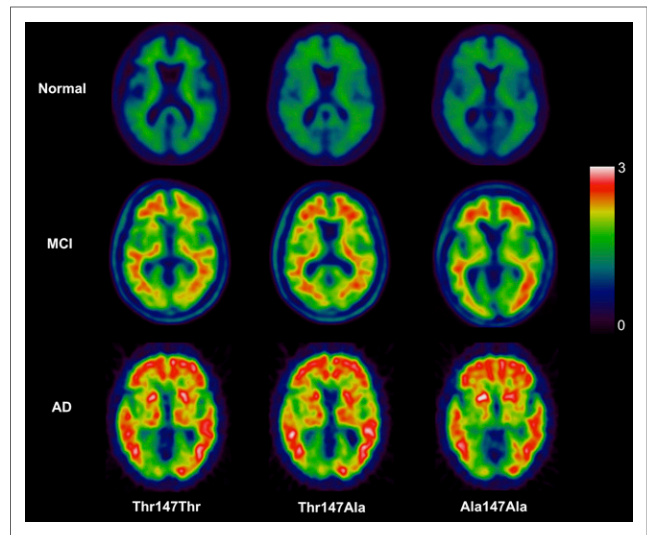 Normal
3
MCI
0
AD
Thr147Thr
Thr147Ala
Ala147Ala